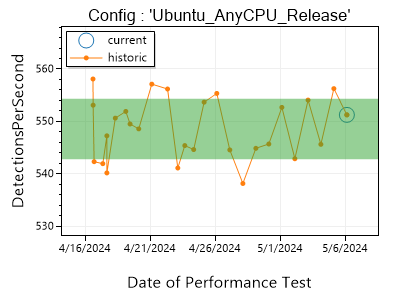 Config : 'Ubuntu_AnyCPU_Release'
current
historic
DetectionsPerSecond
560
550
540
530
4/16/2024 4/21/2024 4/26/2024 5/1/2024 5/6/2024
Date of Performance Test